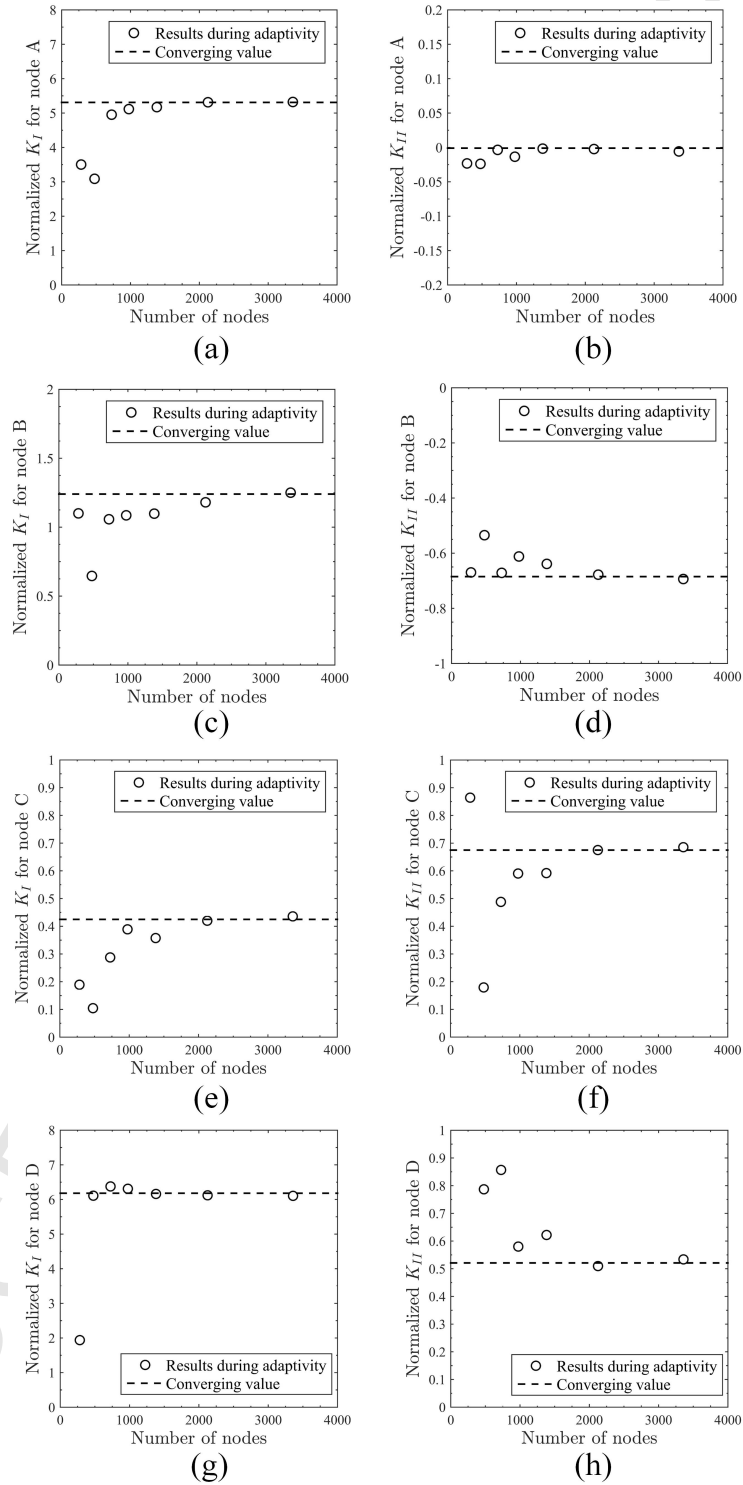 8
7
6
5
4
3
2
1
0
Normalized K_I for node A
Results during adaptivity
Converging value
0 1000 2000 3000 4000
Number of nodes
(a)
0.2
0.15
0.1
0.05
0
-0.05
-0.1
-0.15
-0.2
Normalized K_II for node A
Results during adaptivity
Converging value
0 1000 2000 3000 4000
Number of nodes
(b)
2
1.5
1
0.5
0
Normalized K_I for node B
Results during adaptivity
Converging value
0 1000 2000 3000 4000
Number of nodes
(c)
-0
-0.2
-0.4
-0.6
-0.8
-1
Normalized K_II for node B
Results during adaptivity
Converging value
0 1000 2000 3000 4000
Number of nodes
(d)
1
0.9
0.8
0.7
0.6
0.5
0.4
0.3
0.2
0.1
0
Normalized K_I for node C
Results during adaptivity
Converging value
0 1000 2000 3000 4000
Number of nodes
(e)
1
0.9
0.8
0.7
0.6
0.5
0.4
0.3
0.2
0.1
0
Normalized K_II for node C
Results during adaptivity
Converging value
0 1000 2000 3000 4000
Number of nodes
(f)
8
7
6
5
4
3
2
1
0
Normalized K_I for node D
Results during adaptivity
Converging value
0 1000 2000 3000 4000
Number of nodes
(g)
1
0.9
0.8
0.7
0.6
0.5
0.4
0.3
0.2
0.1
0
Normalized K_II for node D
Results during adaptivity
Converging value
0 1000 2000 3000 4000
Number of nodes
(h)